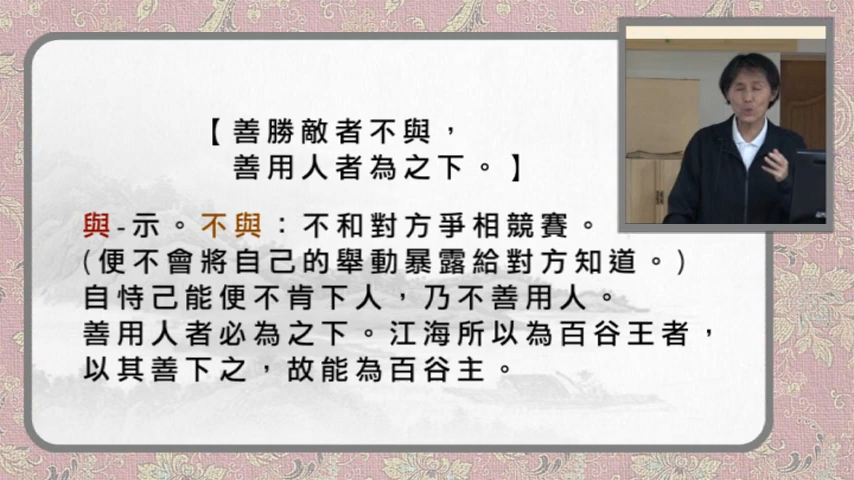 【善勝敵者不與，
善用人者為之下。】
與-示。不與：不和對方爭相競賽。
(便不會將自己的舉動暴露給對方知道。)
自恃己能便不肯下人，乃不善用人。
善用人者必為之下。江海所以為百谷王者，
以其善下之，故能為百谷主。